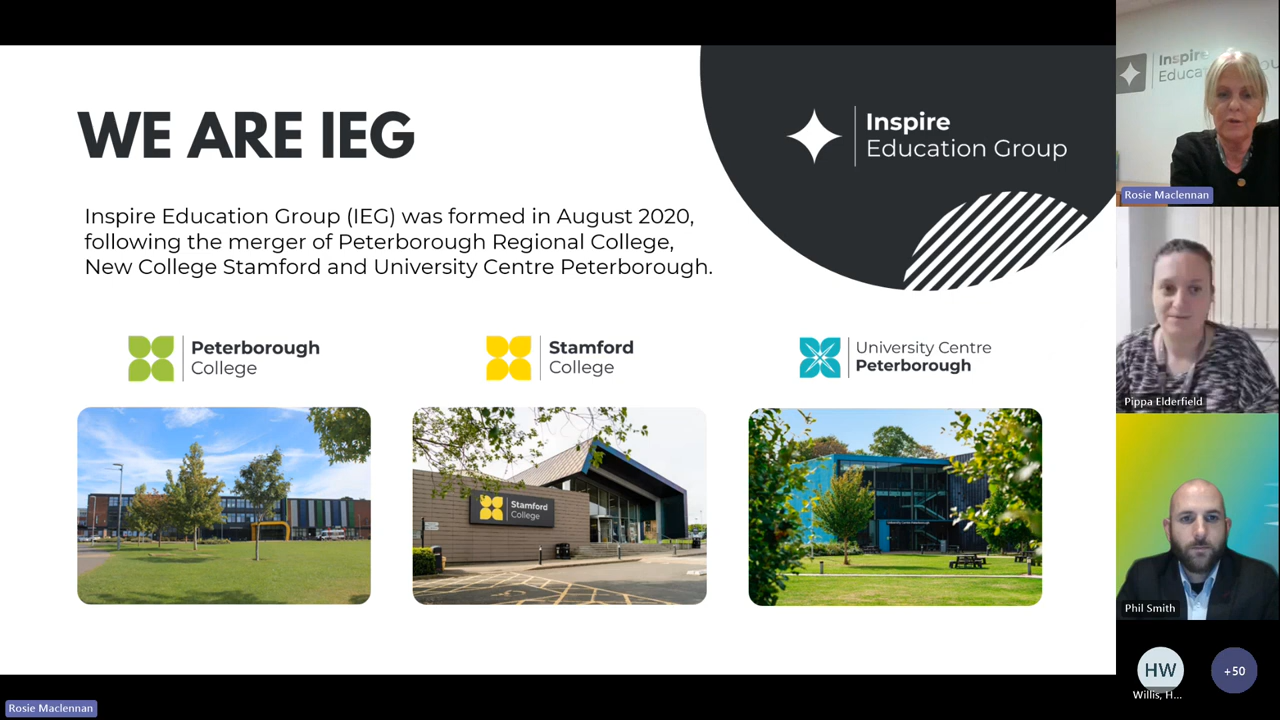 WE ARE IEG
Inspire
Education Group
Inspire Education Group (IEG) was formed in August 2020,
following the merger of Peterborough Regional College,
New College Stamford and University Centre Peterborough.
Peterborough
College
Stamford
College
University Centre
Peterborough
Stamford
College
Rosie Maclennan
Pippa Elderfield
Phil Smith
HW
+50
Willis, H...
Rosie Maclennan